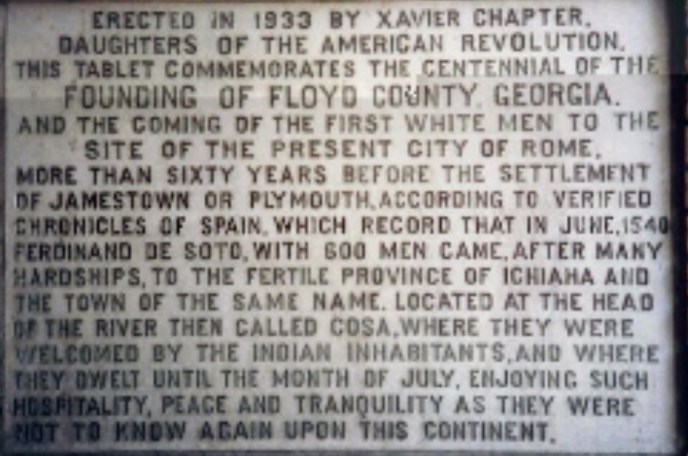 ERECTED IN 1933 BY XAVIER CHAPTER,
DAUGHTERS OF THE AMERICAN REVOLUTION.
THIS TABLET COMMEMORATES THE CENTENNIAL OF THE
FOUNDING OF FLOYD COUNTY, GEORGIA.
AND THE COMING OF THE FIRST WHITE MEN TO THE
SITE OF THE PRESENT CITY OF ROME,
MORE THAN SIXTY YEARS BEFORE THE SETTLEMENT
OF JAMESTOWN OR PLYMOUTH, ACCORDING TO VERIFIED
CHRONICLES OF SPAIN, WHICH RECORD THAT IN JUNE, 1540
FERDINAND DE SOTO, WITH 600 MEN CAME, AFTER MANY
HARDSHIPS, TO THE FERTILE PROVINCE OF ICHIAHA AND
THE TOWN OF THE SAME NAME. LOCATED AT THE HEAD
OF THE RIVER THEN CALLED COSA, WHERE THEY WERE
WELCOMED BY THE INDIAN INHABITANTS, AND WHERE
THEY DWELT UNTIL THE MONTH OF JULY, ENJOYING SUCH
HOSPITALITY, PEACE AND TRANQUILITY AS THEY WERE
NOT TO KNOW AGAIN UPON THIS CONTINENT.